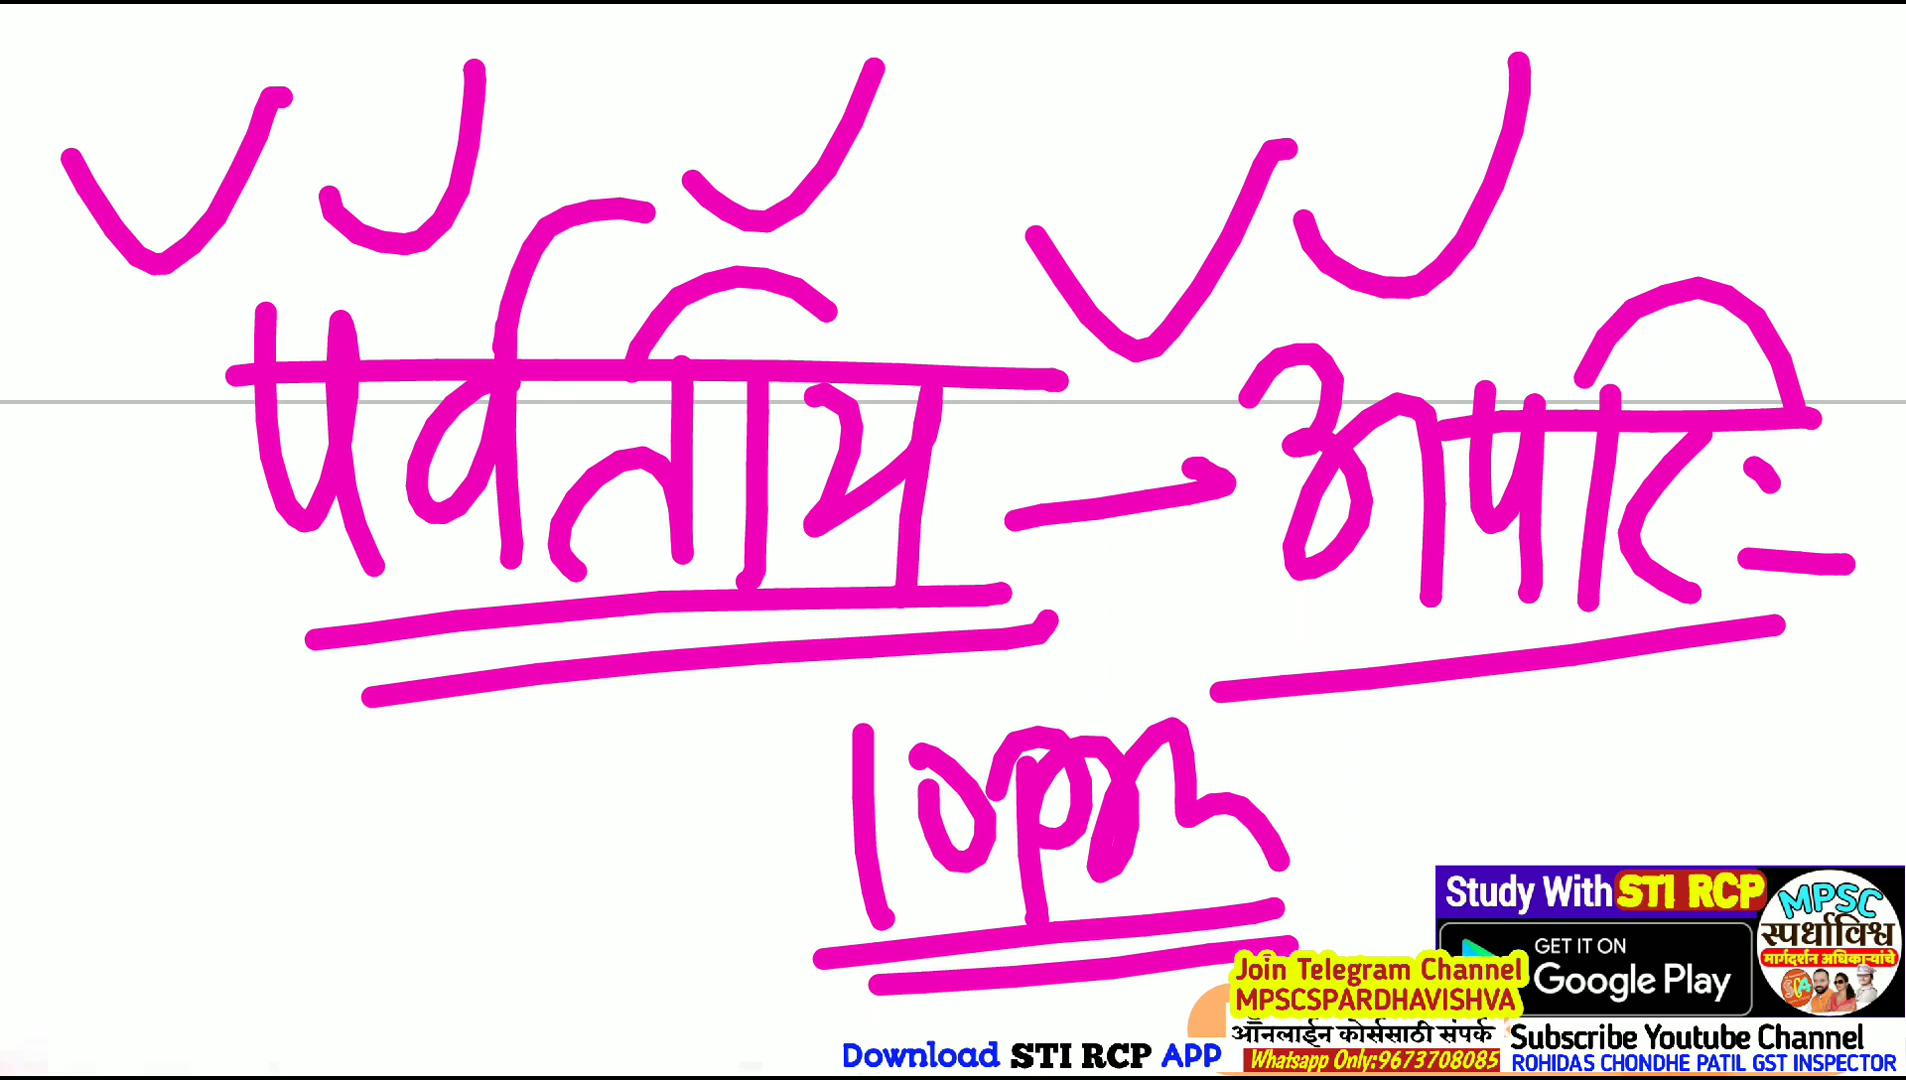 पर्वतीय → अपाटि:
10pm
Study With STI RCP
MPSC
स्पर्धाविश्व
मार्गदर्शन अधिकाऱ्यांचे
GET IT ON
Google Play
Join Telegram Channel
MPSCSPARDHAVISHVA
ऑनलाईन कोर्ससाठी संपर्क
Whatsapp Only:9673708085
Download STI RCP APP
Subscribe Youtube Channel
ROHIDAS CHONDHE PATIL GST INSPECTOR